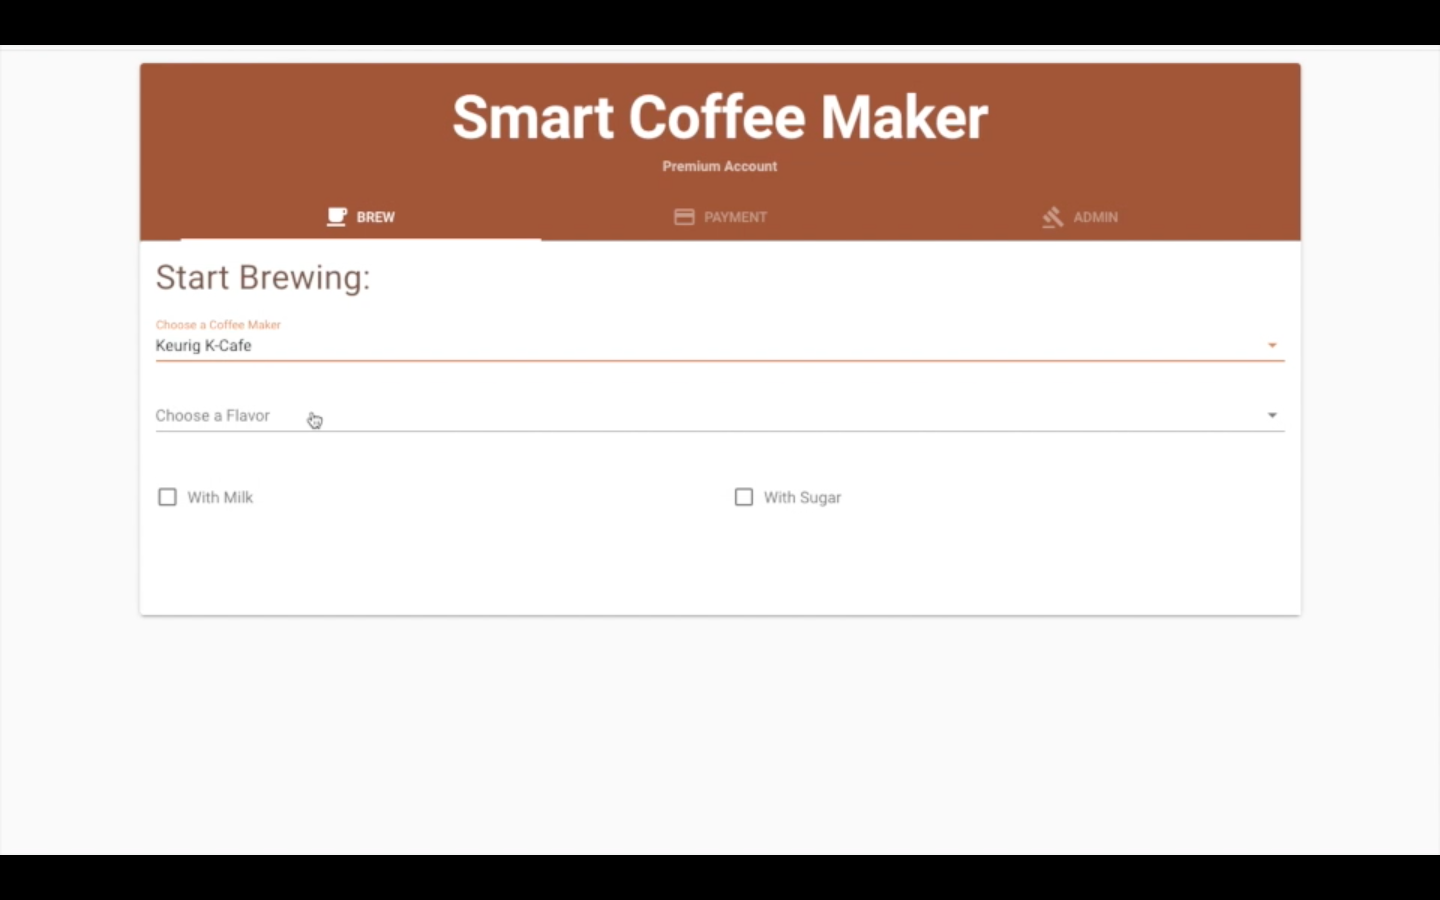 Smart Coffee Maker
Premium Account
BREW
PAYMENT
ADMIN
Start Brewing:
Choose a Coffee Maker
Keurig K-Cafe
Choose a Flavor
With Milk
With Sugar